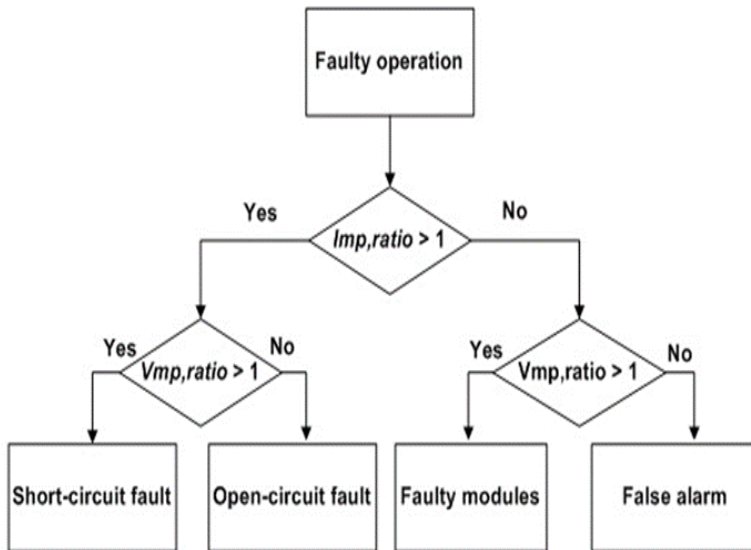 Faulty operation
Yes
No
Imp,ratio > 1
Yes
Vmp,ratio > 1
No
Yes
Vmp,ratio > 1
No
Short-circuit fault
Open-circuit fault
Faulty modules
False alarm